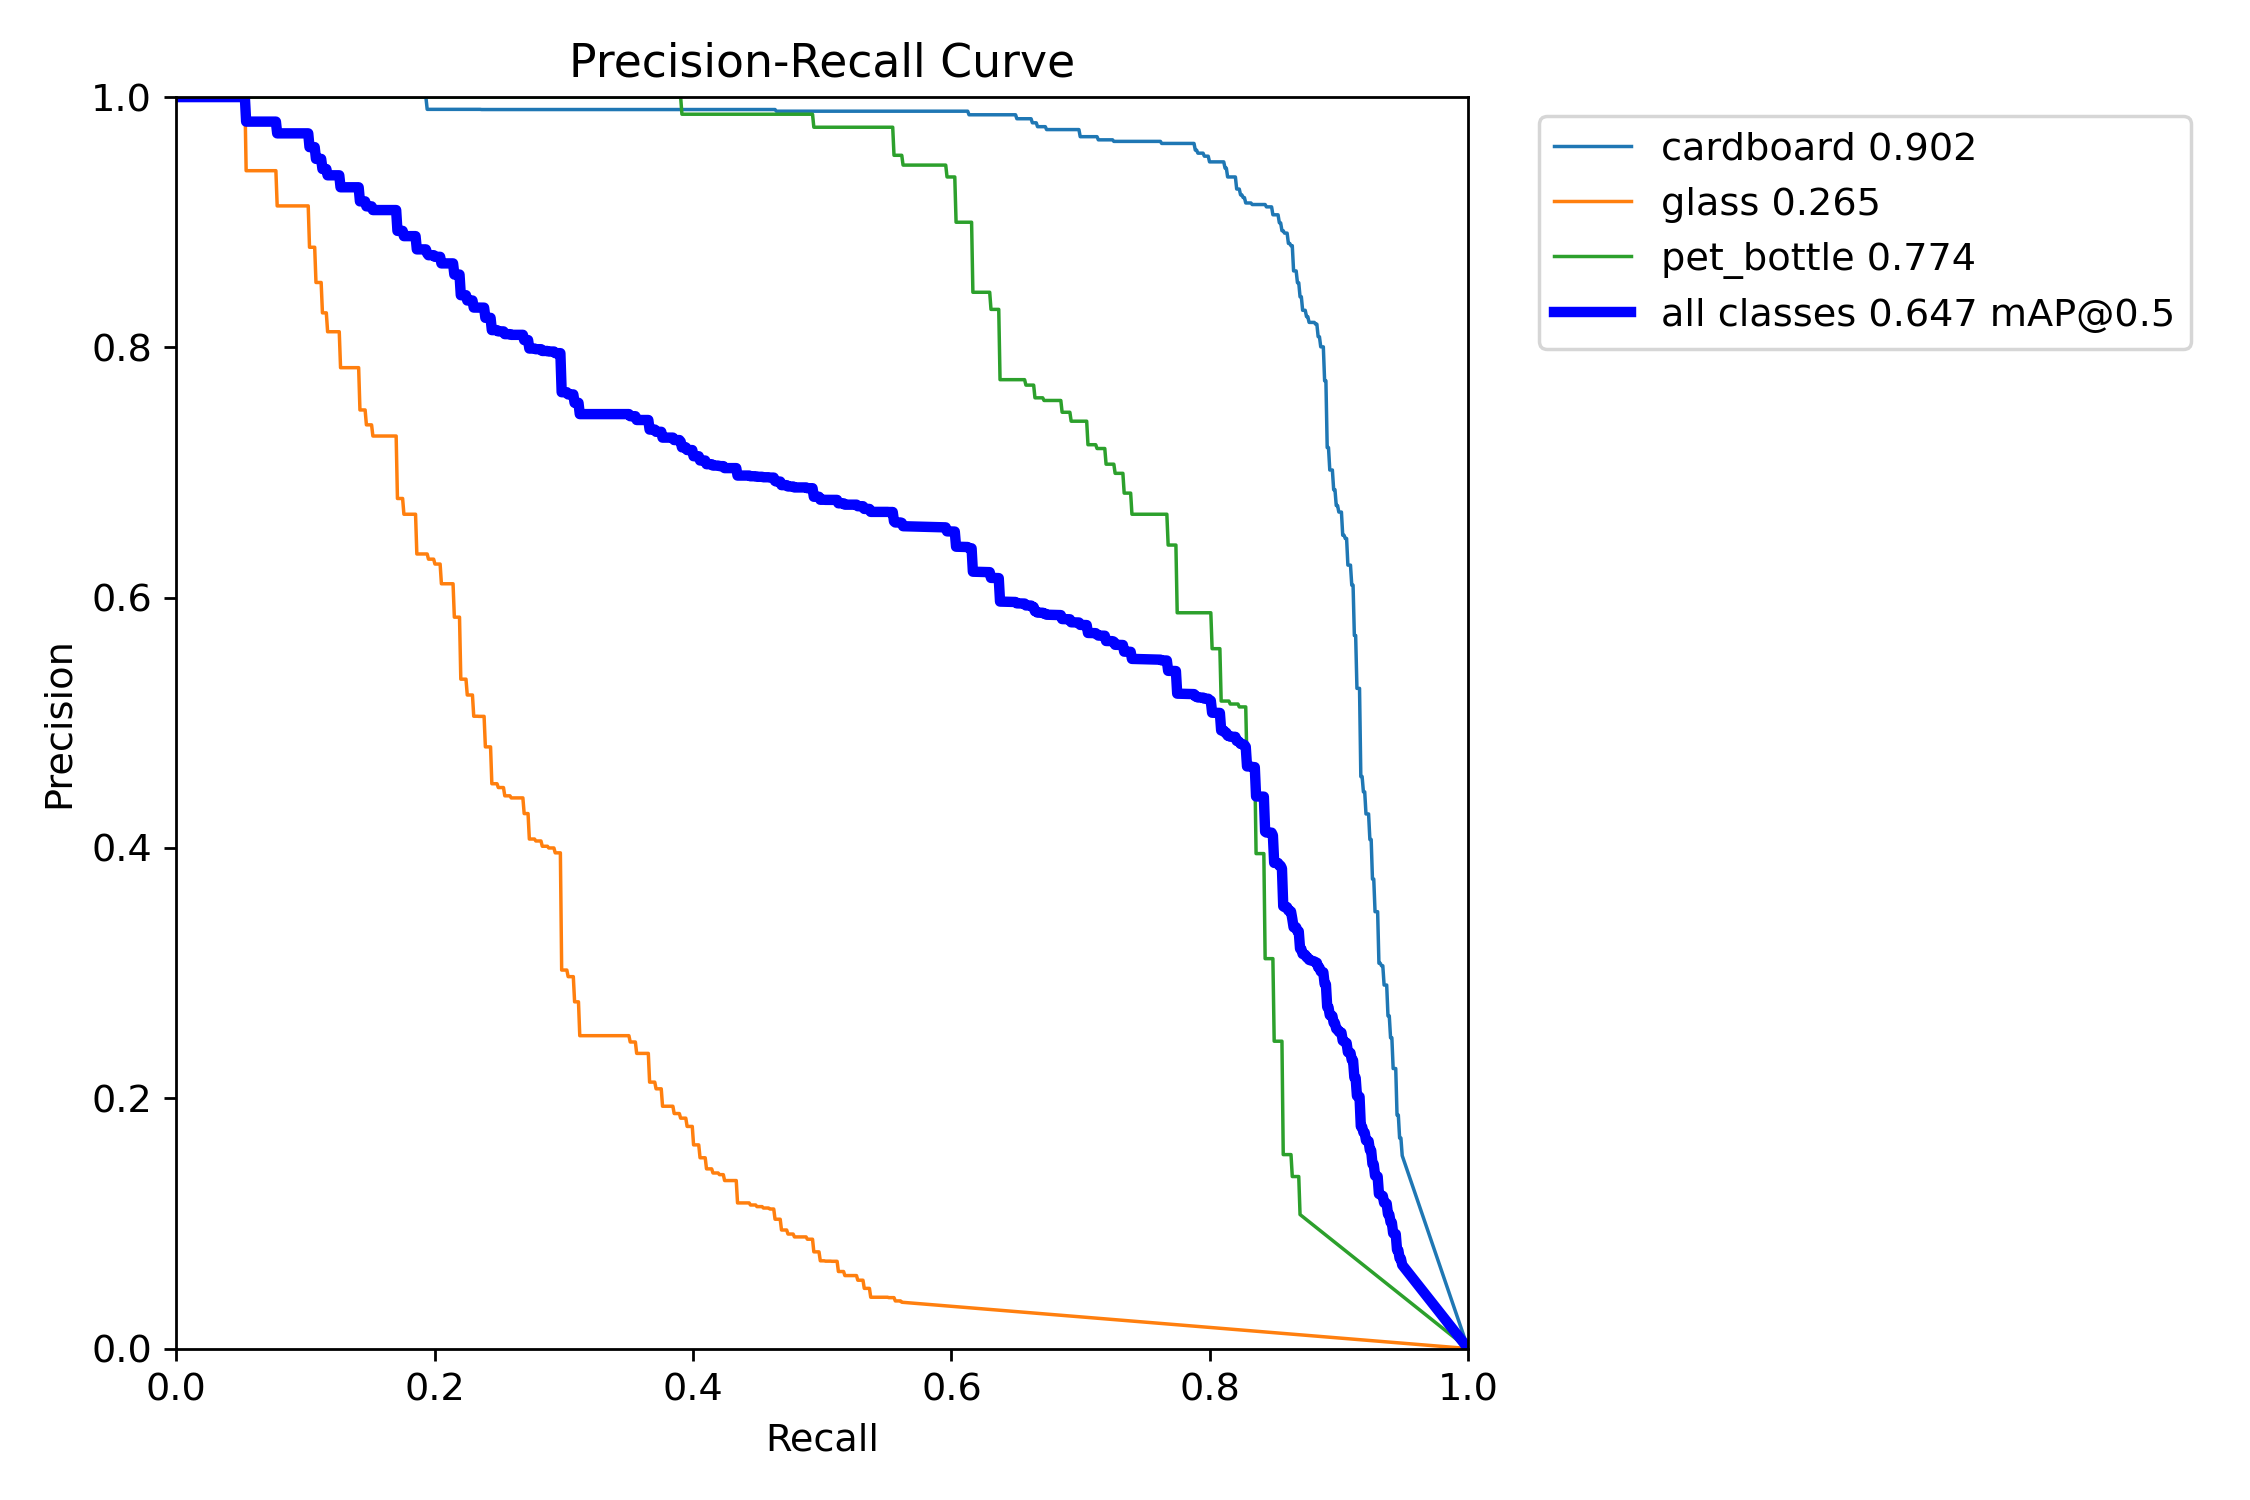 Precision-Recall Curve
1.0
0.8
0.6
0.4
0.2
0.0
Precision
0.0 0.2 0.4 0.6 0.8 1.0
Recall
cardboard 0.902
glass 0.265
pet_bottle 0.774
all classes 0.647 mAP@0.5